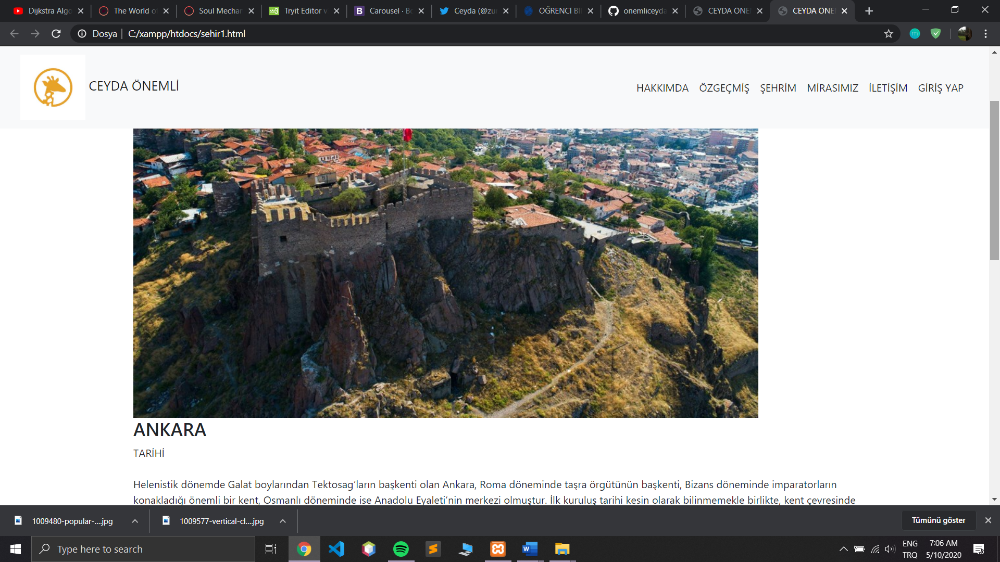 Dijkstra Algo
The World o
Soul Mechan
Tryit Editor v
Carousel · Bo
Ceyda (@zu
ÖĞRENCİ Bİ
onemliceyda
CEYDA ÖNE
CEYDA ÖNE
Dosya | C:/xampp/htdocs/sehir1.html
CEYDA ÖNEMLİ
HAKKIMDA ÖZGEÇMİŞ ŞEHRİM MİRASIMIZ İLETİŞİM GİRİŞ YAP
ANKARA
TARİHİ
Helenistik dönemde Galat boylarından Tektosag’ların başkenti olan Ankara, Roma döneminde taşra örgütünün başkenti, Bizans döneminde imparatorların
konakladığı önemli bir kent, Osmanlı döneminde ise Anadolu Eyaleti’nin merkezi olmuştur. İlk kuruluş tarihi kesin olarak bilinmemekle birlikte, kent çevresinde
1009480-popular-....jpg
1009577-vertical-cl....jpg
Tümünü göster
Type here to search
ENG
TRQ
7:06 AM
5/10/2020